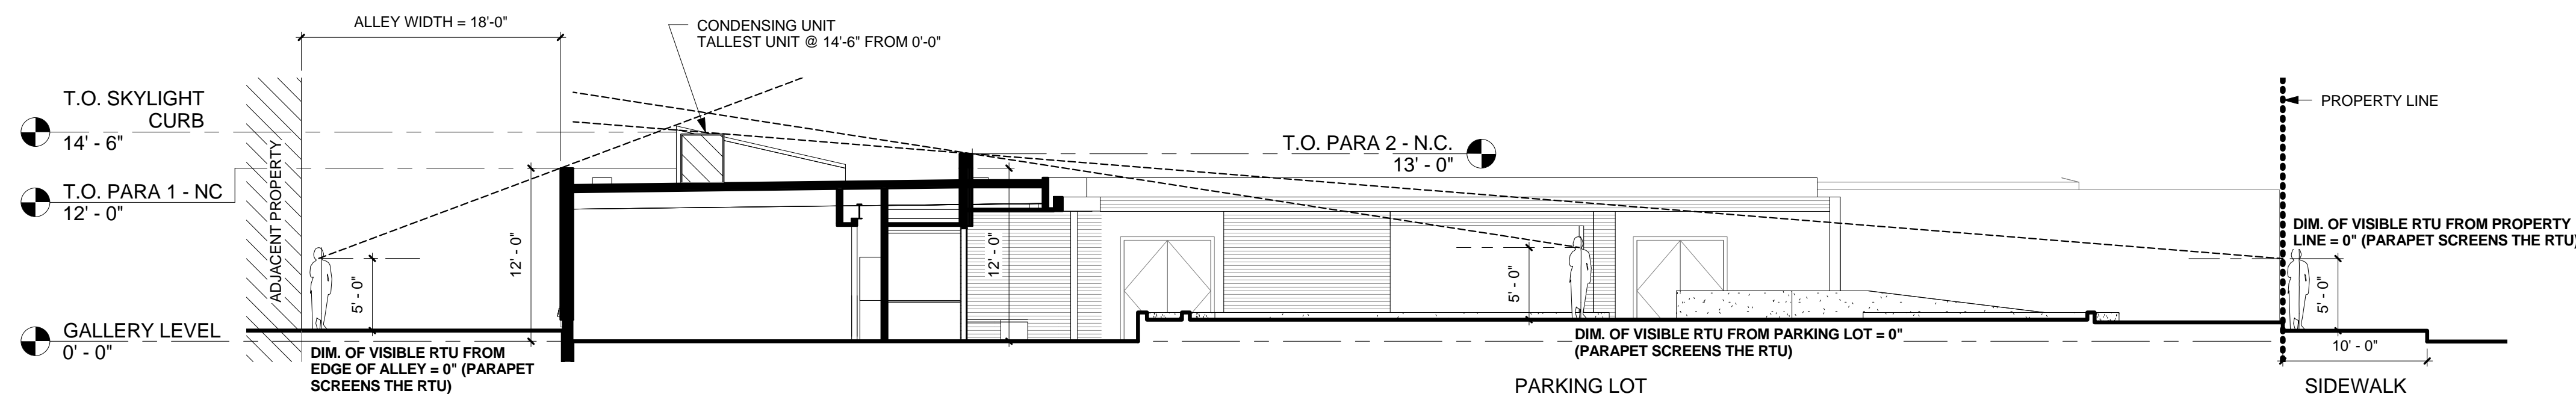 ALLEY WIDTH = 18'-0"
CONDENSING UNIT
TALLEST UNIT @ 14'-6" FROM 0'-0"
T.O. SKYLIGHT
CURB
14' - 6"
T.O. PARA 1 - NC
12' - 0"
GALLERY LEVEL
0' - 0"
ADJACENT PROPERTY
5' - 0"
12' - 0"
DIM. OF VISIBLE RTU FROM
EDGE OF ALLEY = 0" (PARAPET
SCREENS THE RTU)
12' - 0"
T.O. PARA 2 - N.C.
13' - 0"
5' - 0"
DIM. OF VISIBLE RTU FROM PARKING LOT = 0"
(PARAPET SCREENS THE RTU)
PARKING LOT
PROPERTY LINE
DIM. OF VISIBLE RTU FROM PROPERTY
LINE = 0" (PARAPET SCREENS THE RTU)
5' - 0"
10' - 0"
SIDEWALK